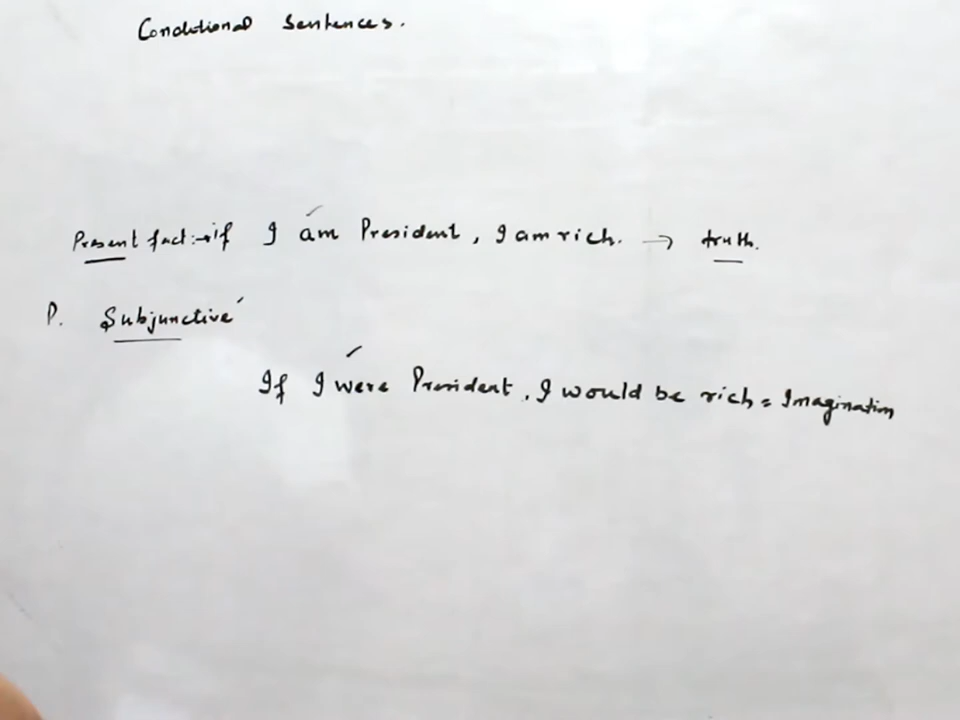 Conditional Sentences.
Present fact:→if I am President, I am rich. → truth.
P. Subjunctive
If I were President, I would be rich = Imagination